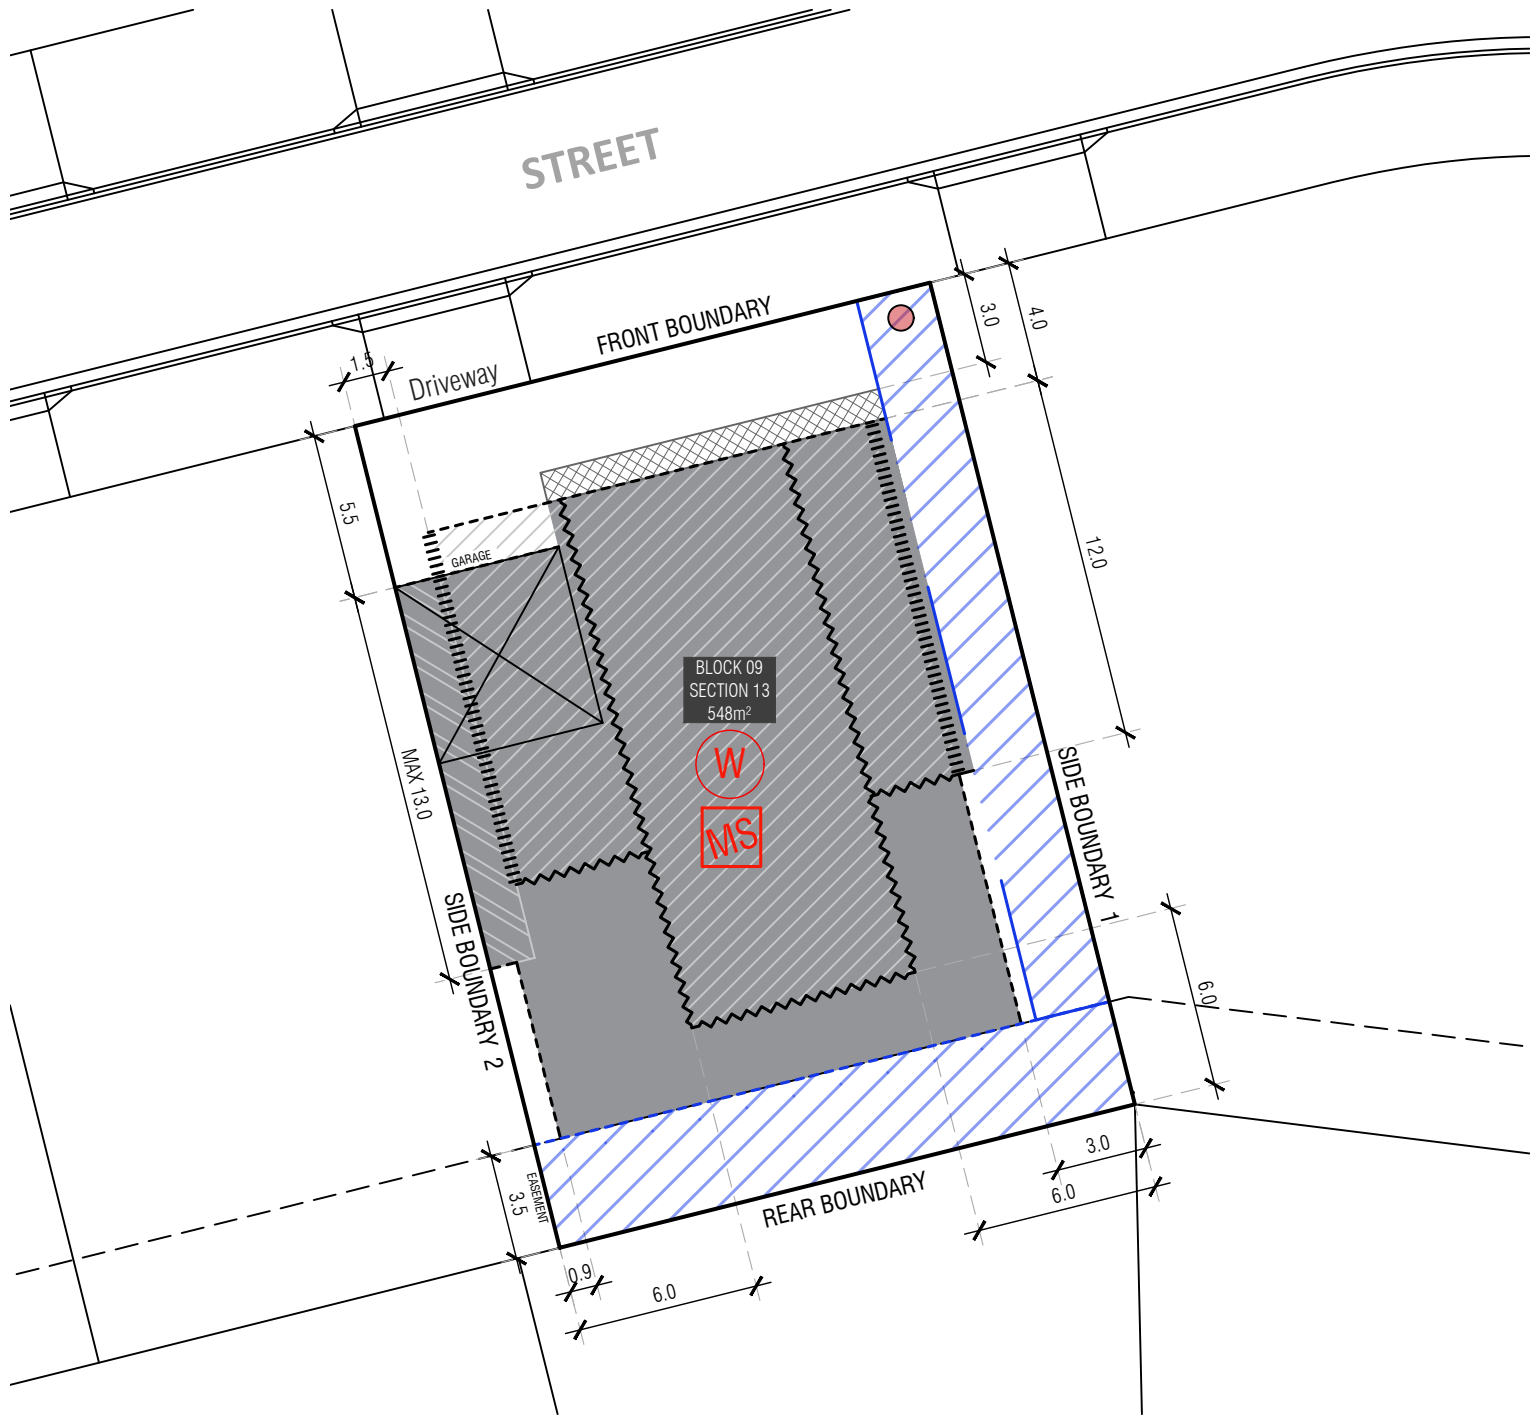 STREET
FRONT BOUNDARY
3.0
4.0
1.5
Driveway
5.5
GARAGE
12.0
BLOCK 09
SECTION 13
548m²
W
MS
MAX 13.0
SIDE BOUNDARY 1
SIDE BOUNDARY 2
6.0
EASEMENT
3.5
REAR BOUNDARY
3.0
6.0
0.9
6.0